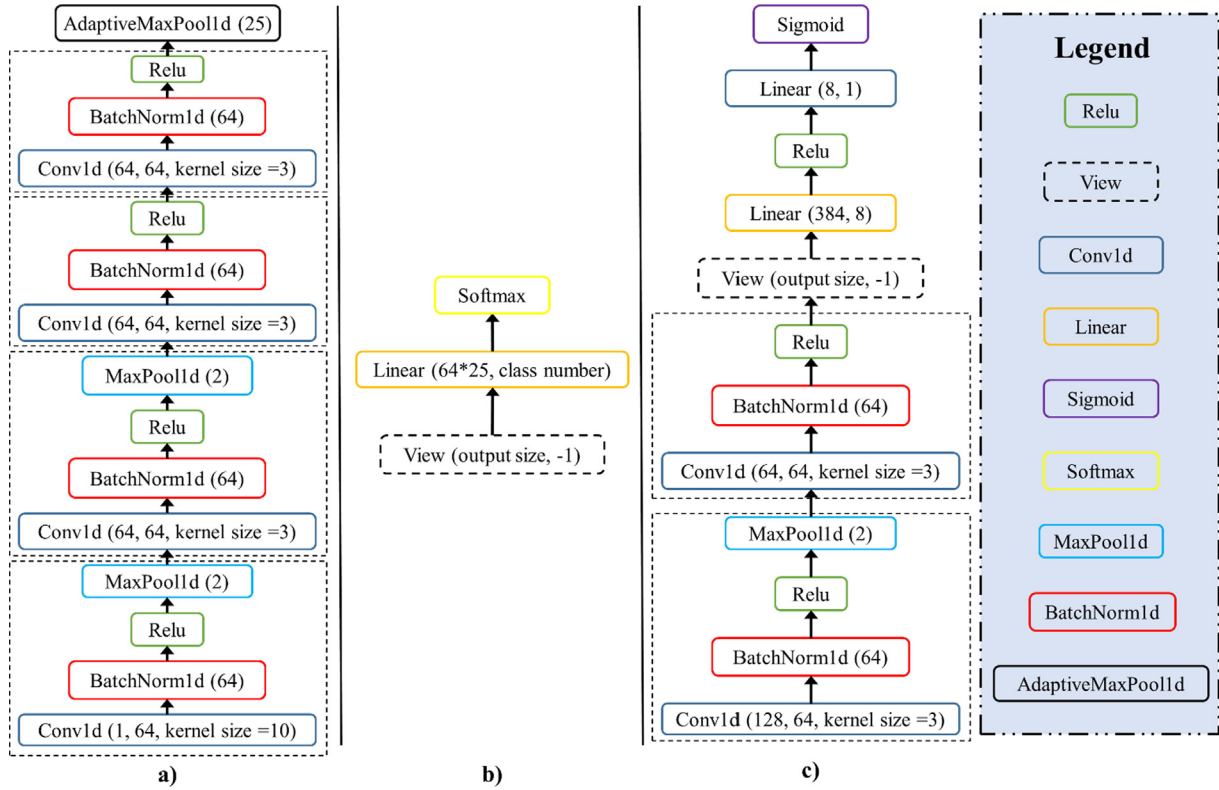 AdaptiveMaxPool1d (25)
Relu
BatchNorm1d (64)
Conv1d (64, 64, kernel size =3)
Relu
BatchNorm1d (64)
Conv1d (64, 64, kernel size =3)
MaxPool1d (2)
Relu
BatchNorm1d (64)
Conv1d (64, 64, kernel size =3)
MaxPool1d (2)
Relu
BatchNorm1d (64)
Conv1d (1, 64, kernel size =10)
a)
Softmax
Linear (64*25, class number)
View (output size, -1)
b)
Sigmoid
Linear (8, 1)
Relu
Linear (384, 8)
View (output size, -1)
Relu
BatchNorm1d (64)
Conv1d (64, 64, kernel size =3)
MaxPool1d (2)
Relu
BatchNorm1d (64)
Conv1d (128, 64, kernel size =3)
c)
Legend
Relu
View
Conv1d
Linear
Sigmoid
Softmax
MaxPool1d
BatchNorm1d
AdaptiveMaxPool1d